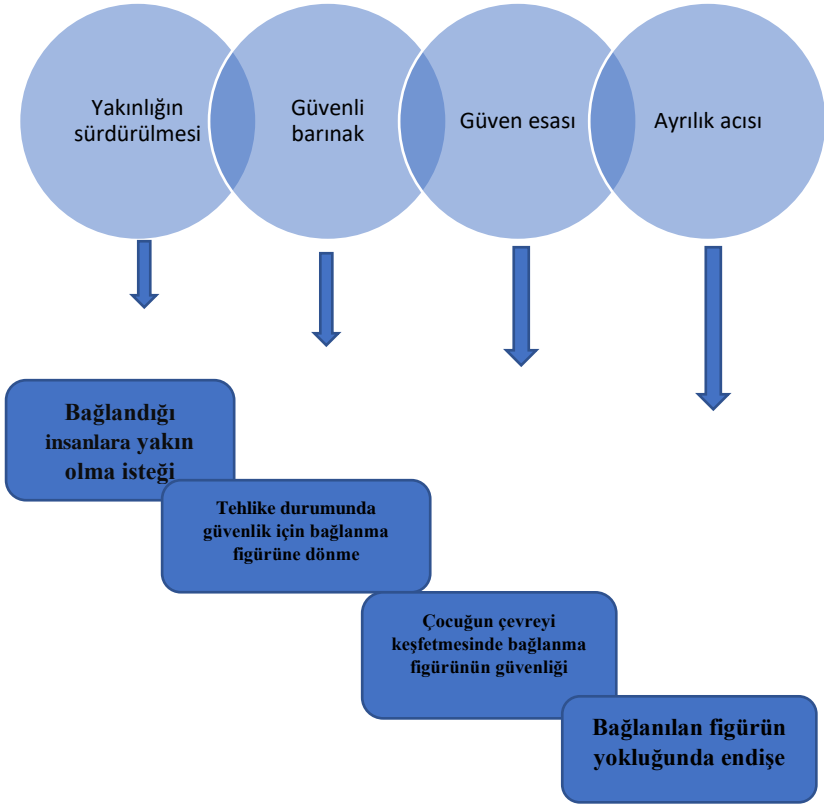 Yakınlığın
sürdürülmesi
Güvenli
barınak
Güven esası
Ayrılık acısı
Bağlandığı
insanlara yakın
olma isteği
Tehlike durumunda
güvenlik için bağlanma
figürüne dönme
Çocuğun çevreyi
keşfetmesinde bağlanma
figürünün güvenliği
Bağlanılan figürün
yokluğunda endişe